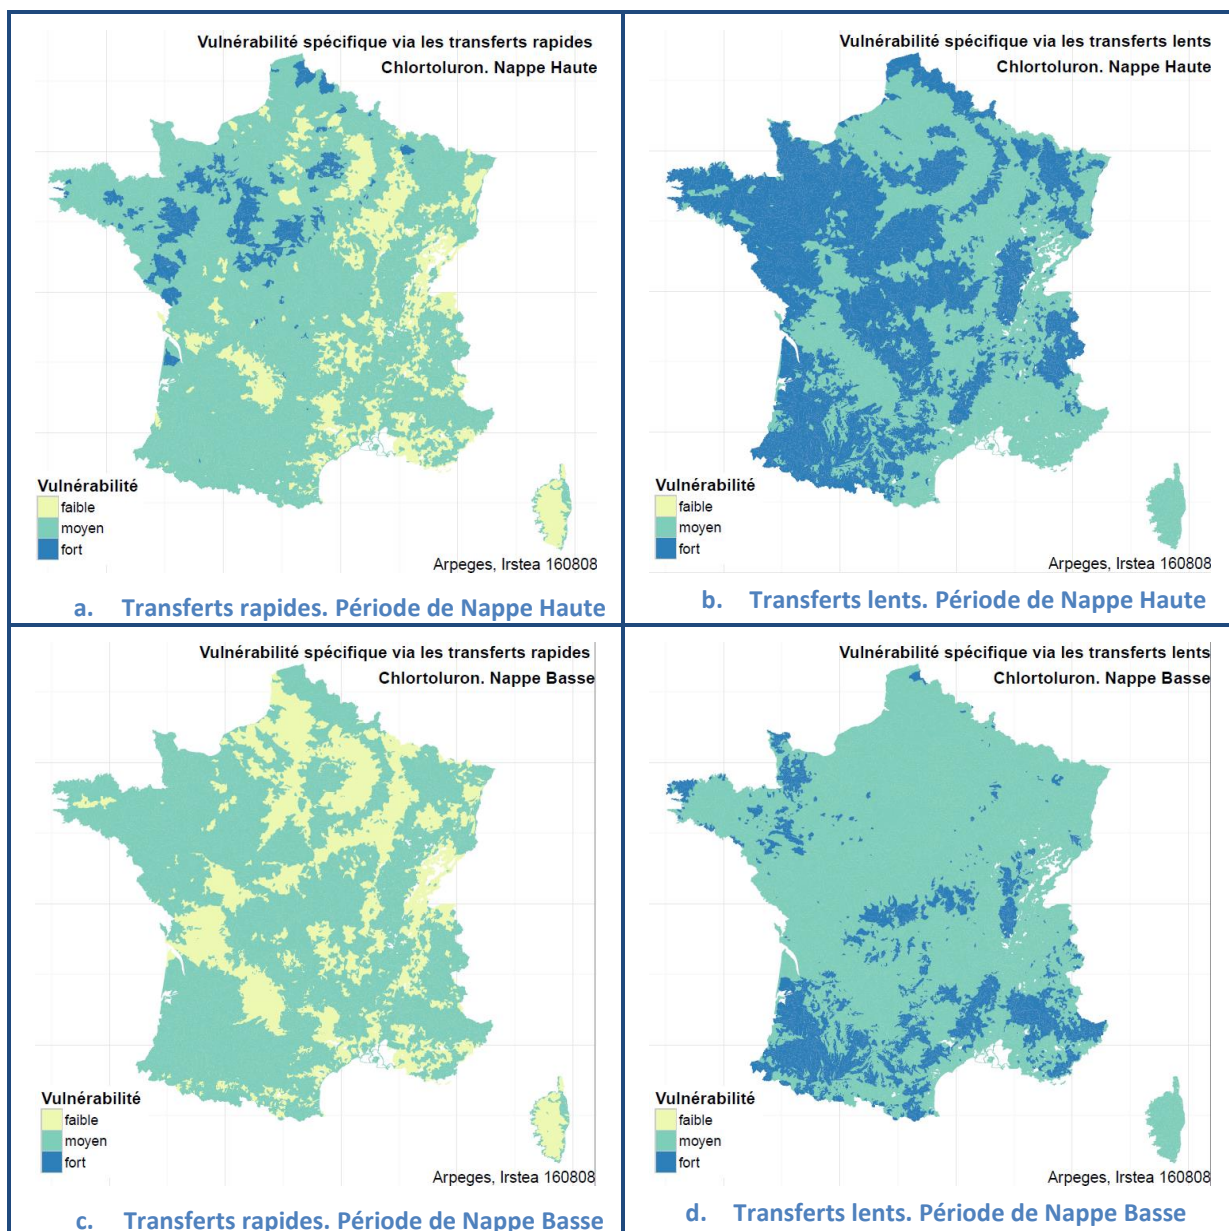 Vulnérabilité spécifique via les transferts rapides
Chlortoluron. Nappe Haute
Vulnérabilité
faible
moyen
fort
Arpeges, Irstea 160808
a. Transferts rapides. Période de Nappe Haute
Vulnérabilité spécifique via les transferts lents
Chlortoluron. Nappe Haute
Vulnérabilité
faible
moyen
fort
Arpeges, Irstea 160808
b. Transferts lents. Période de Nappe Haute
Vulnérabilité spécifique via les transferts rapides
Chlortoluron. Nappe Basse
Vulnérabilité
faible
moyen
fort
Arpeges, Irstea 160808
c. Transferts rapides. Période de Nappe Basse
Vulnérabilité spécifique via les transferts lents
Chlortoluron. Nappe Basse
Vulnérabilité
faible
moyen
fort
Arpeges, Irstea 160808
d. Transferts lents. Période de Nappe Basse